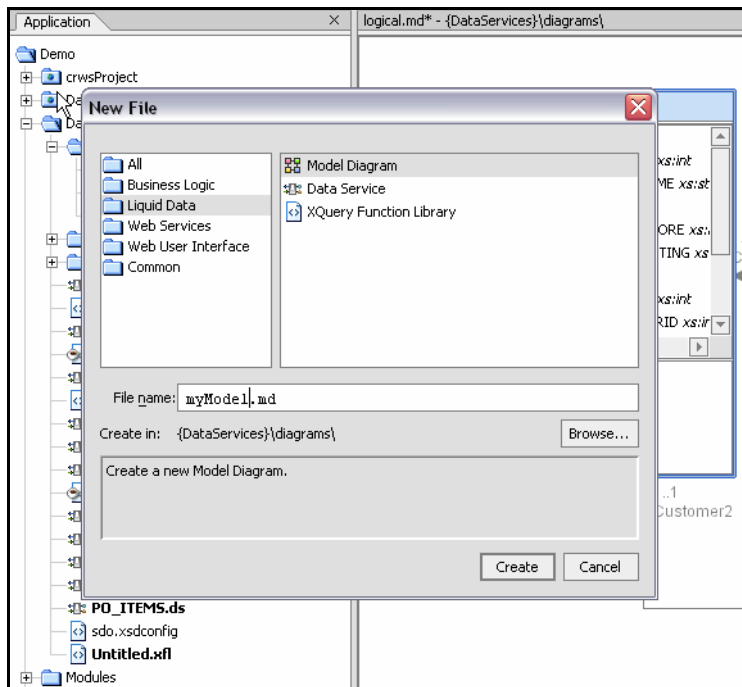 Application
logical.md* - {DataServices}\diagrams\
Demo
crwsProject
Da
Da
New File
All
Business Logic
Liquid Data
Web Services
Web User Interface
Common
Model Diagram
Data Service
XQuery Function Library
File name: myModel.md
Create in: {DataServices}\diagrams\
Browse...
Create a new Model Diagram.
Create
Cancel
xs:int
ME xs:st
ORE xs:
TING xs
xs:int
RID xs:ir
..1
Customer2
PO_ITEMS.ds
sdo.xsdconfig
Untitled.xfl
Modules